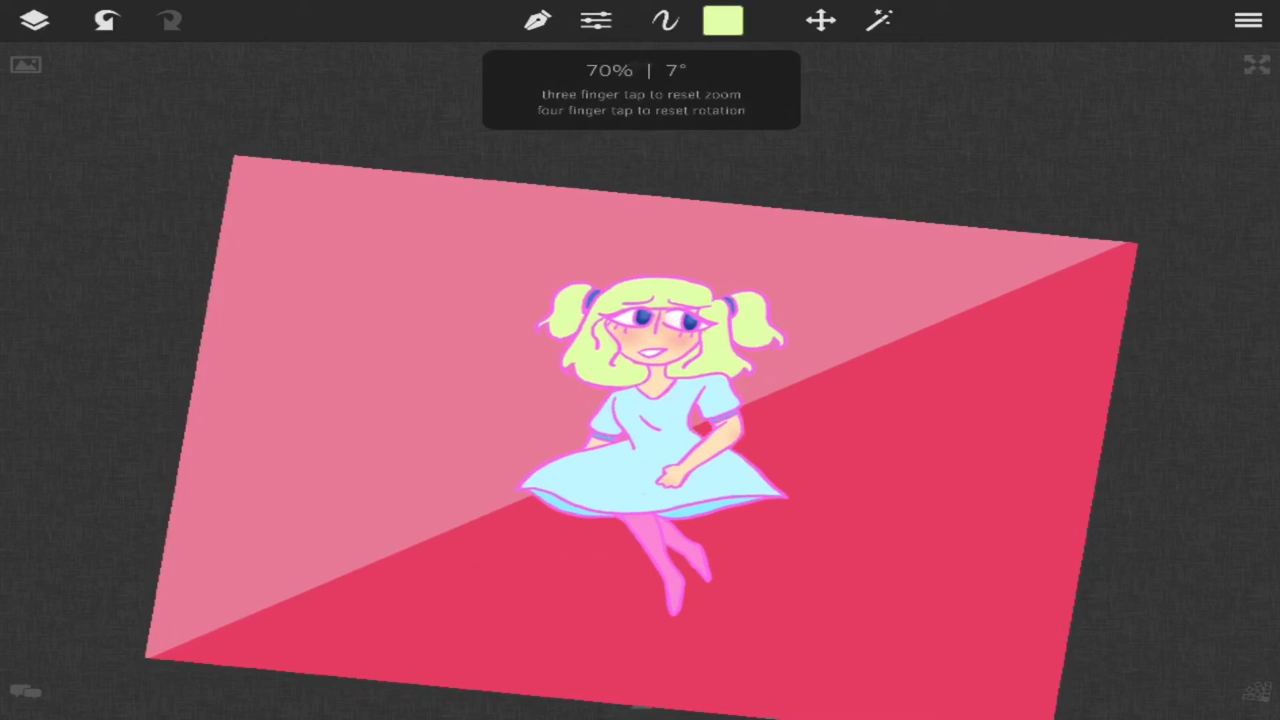 70% | 7°
three finger tap to reset zoom
four finger tap to reset rotation